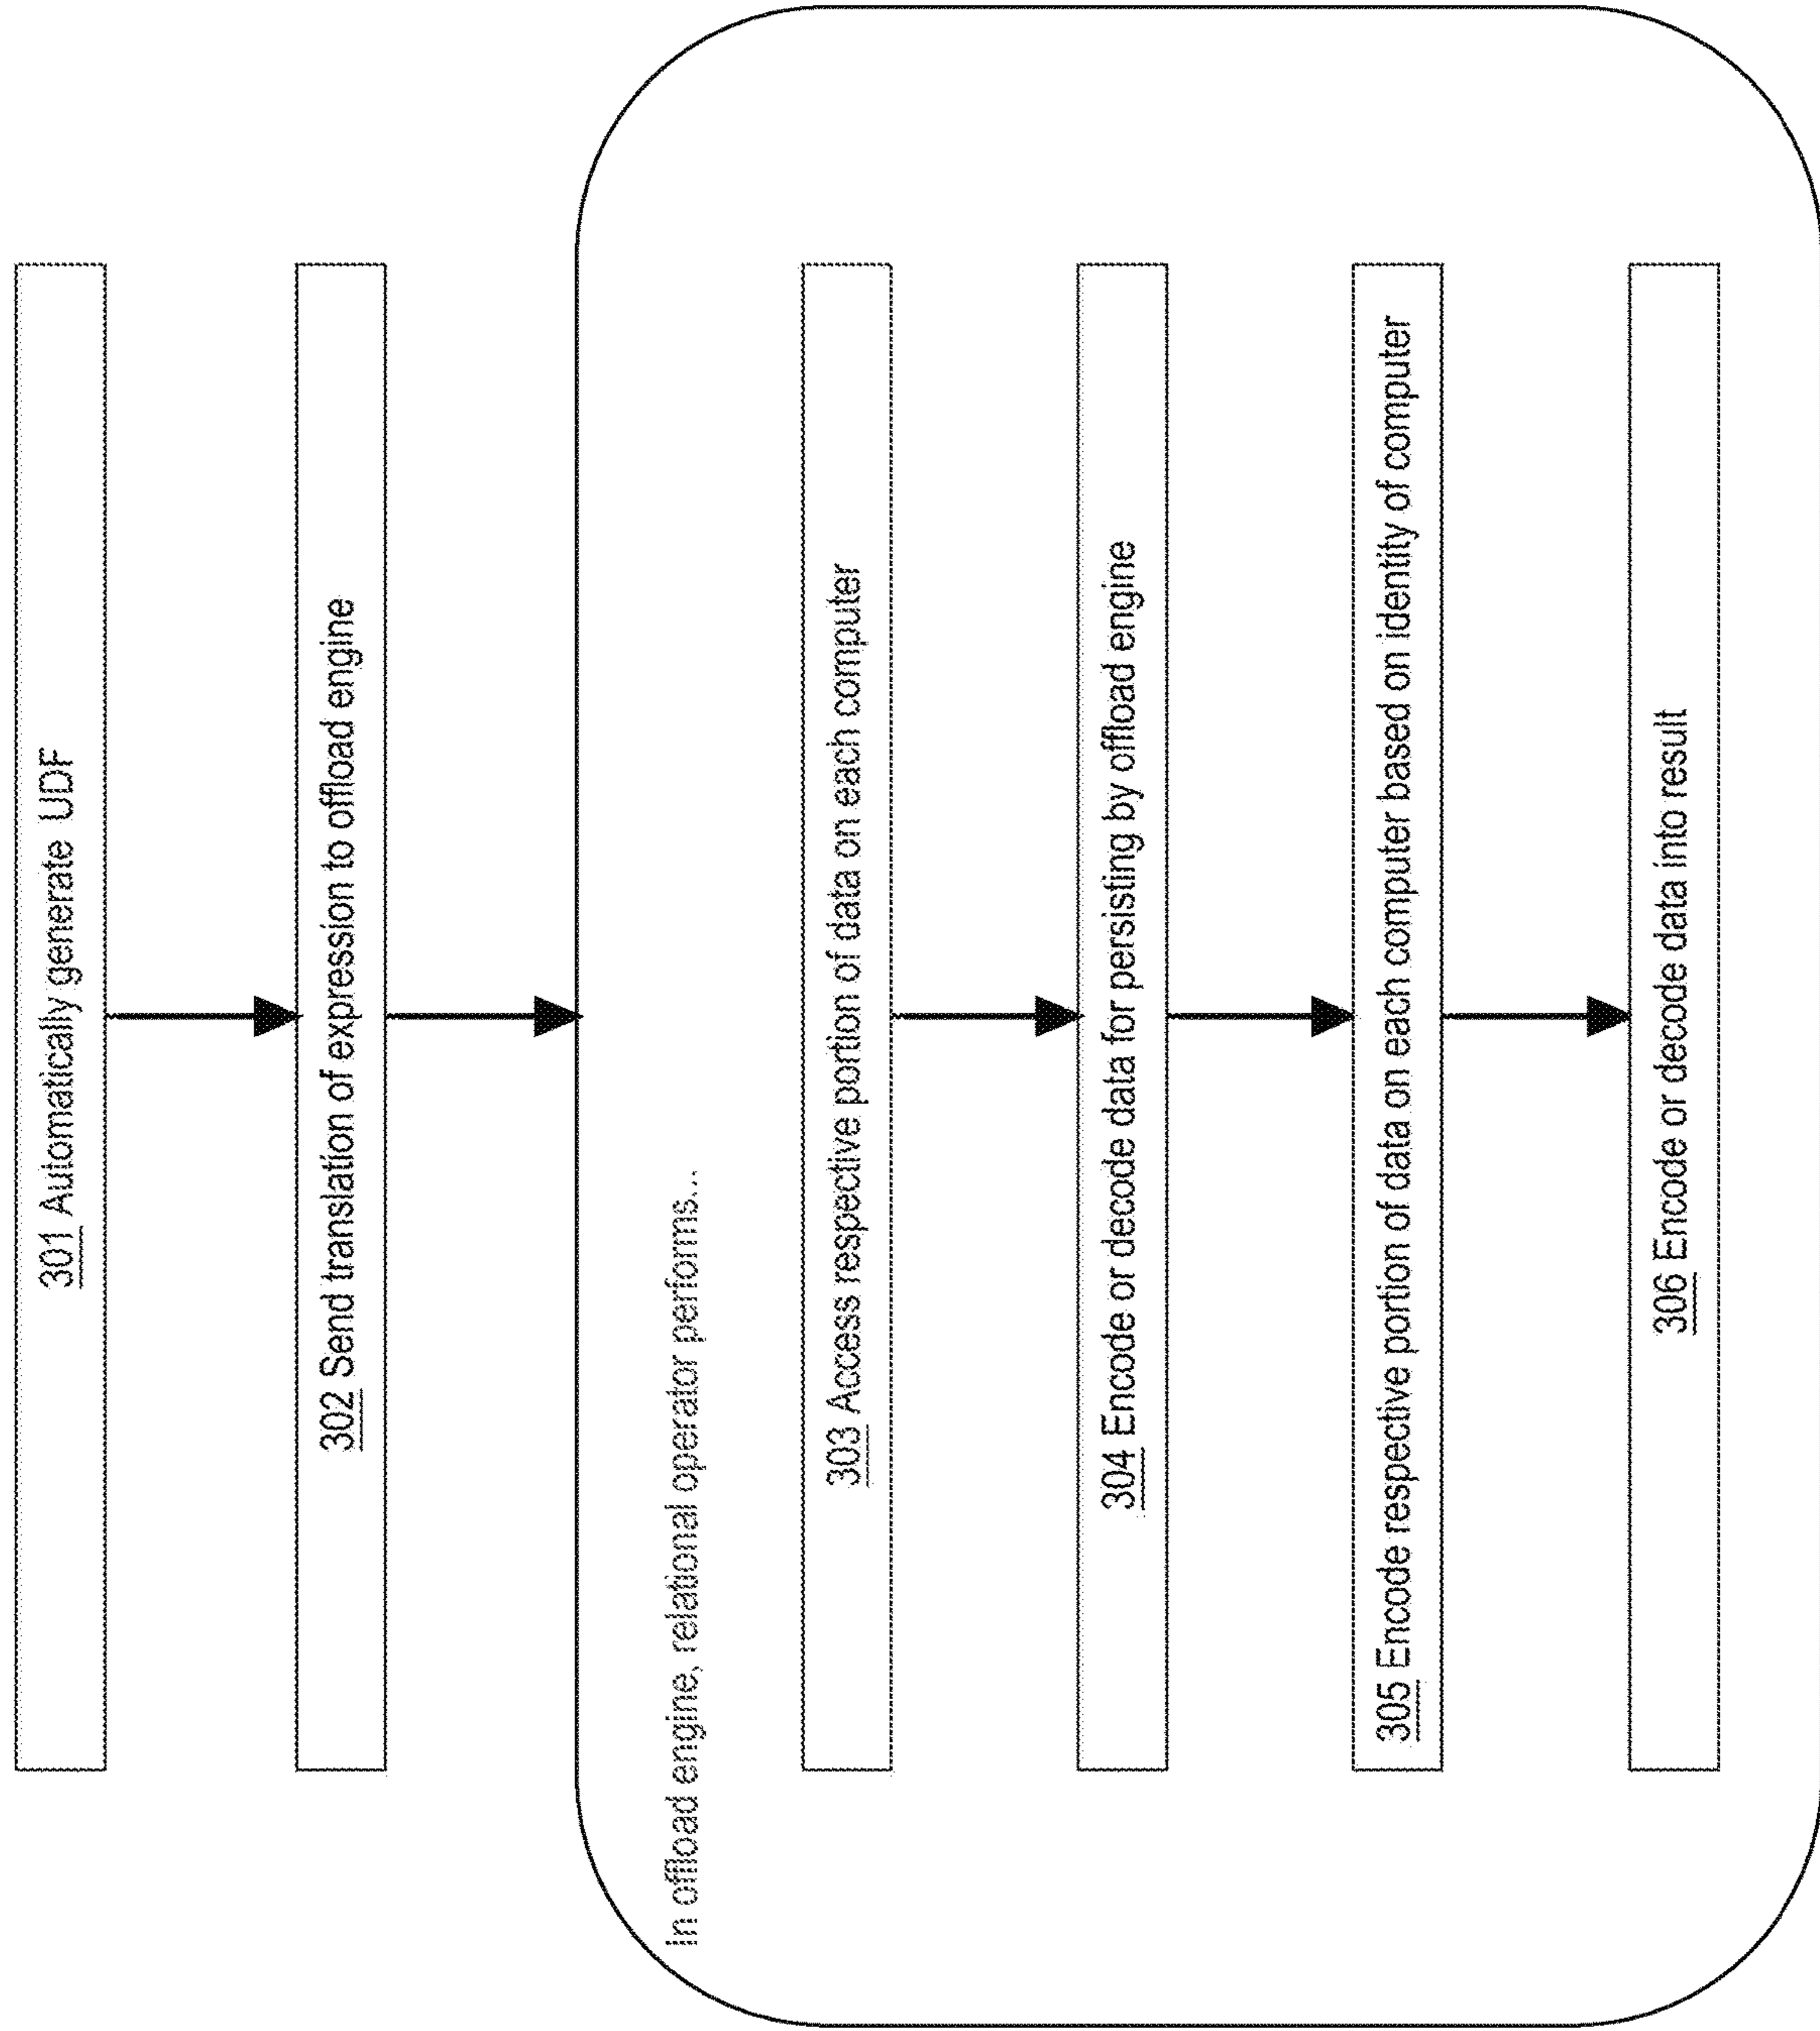 301 Automatically generate UDF
302 Send translation of expression to offload engine
In offload engine, relational operator performs...
303 Access respective portion of data on each computer
304 Encode or decode data for persisting by offload engine
305 Encode respective portion of data on each computer based on identity of computer
306 Encode or decode data into result